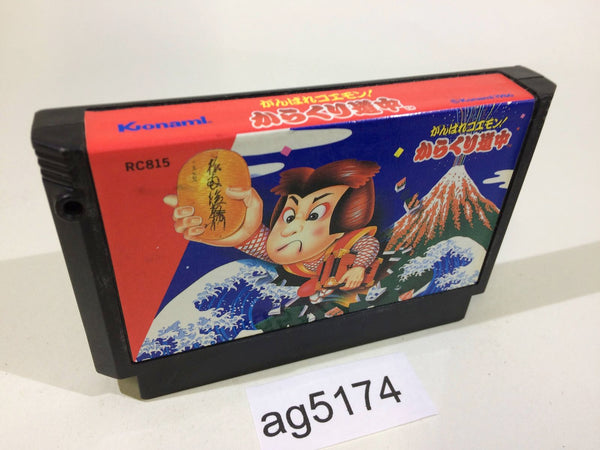 Konami
がんばれゴエモン!
からくり道中
©Konami 1986
がんばれゴエモン!
からくり道中
RC815
ag5174